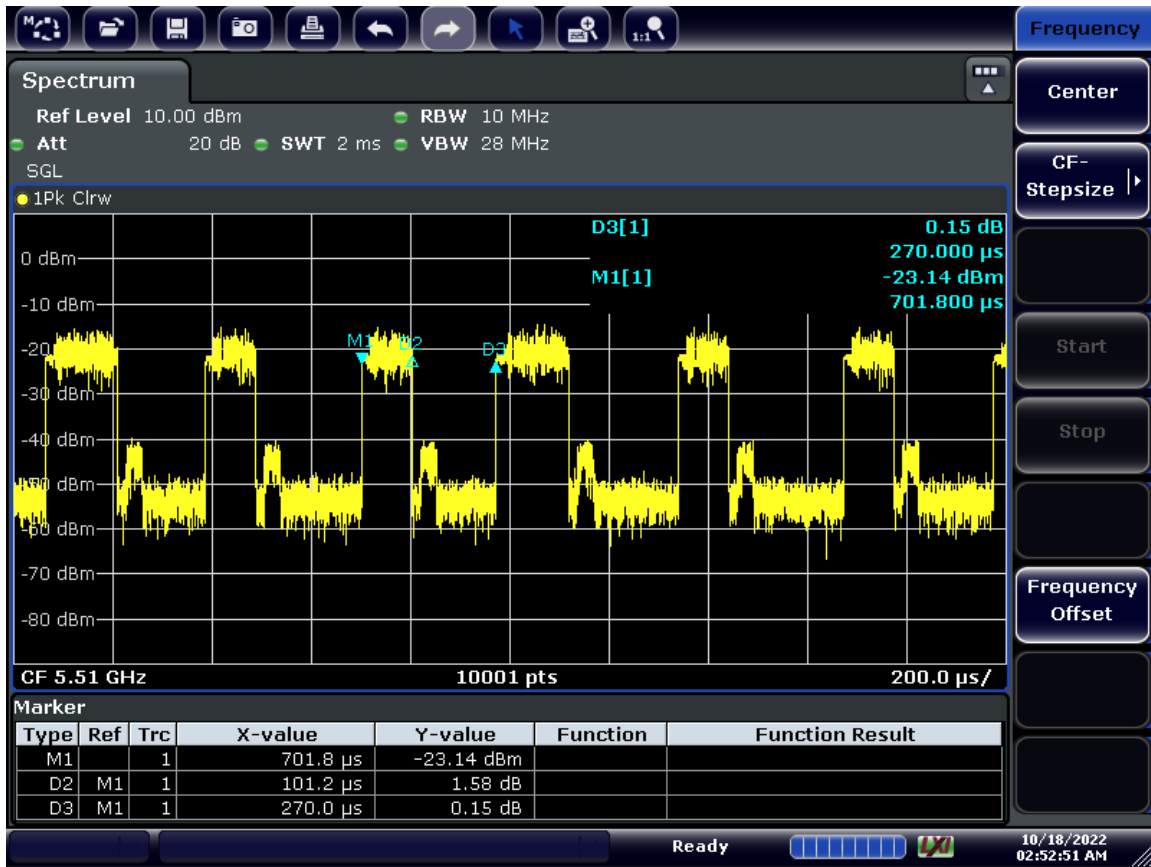 Frequency
Spectrum
Center
Ref Level 10.00 dBm RBW 10 MHz
Att 20 dB SWT 2 ms VBW 28 MHz
SGL
CF-
Stepsize
1Pk Clrw
D3[1] 0.15 dB
270.000 µs
M1[1] -23.14 dBm
701.800 µs
0 dBm
-10 dBm
M1 D2 D3
-20
Start
-30 dBm
-40 dBm
Stop
dBm
-60 dBm
-70 dBm
Frequency
Offset
-80 dBm
CF 5.51 GHz 10001 pts 200.0 µs/
Marker
Type Ref Trc X-value Y-value Function Function Result
M1 1 701.8 µs -23.14 dBm
D2 M1 1 101.2 µs 1.58 dB
D3 M1 1 270.0 µs 0.15 dB
Ready LXI 10/18/2022
02:52:51 AM
1:1